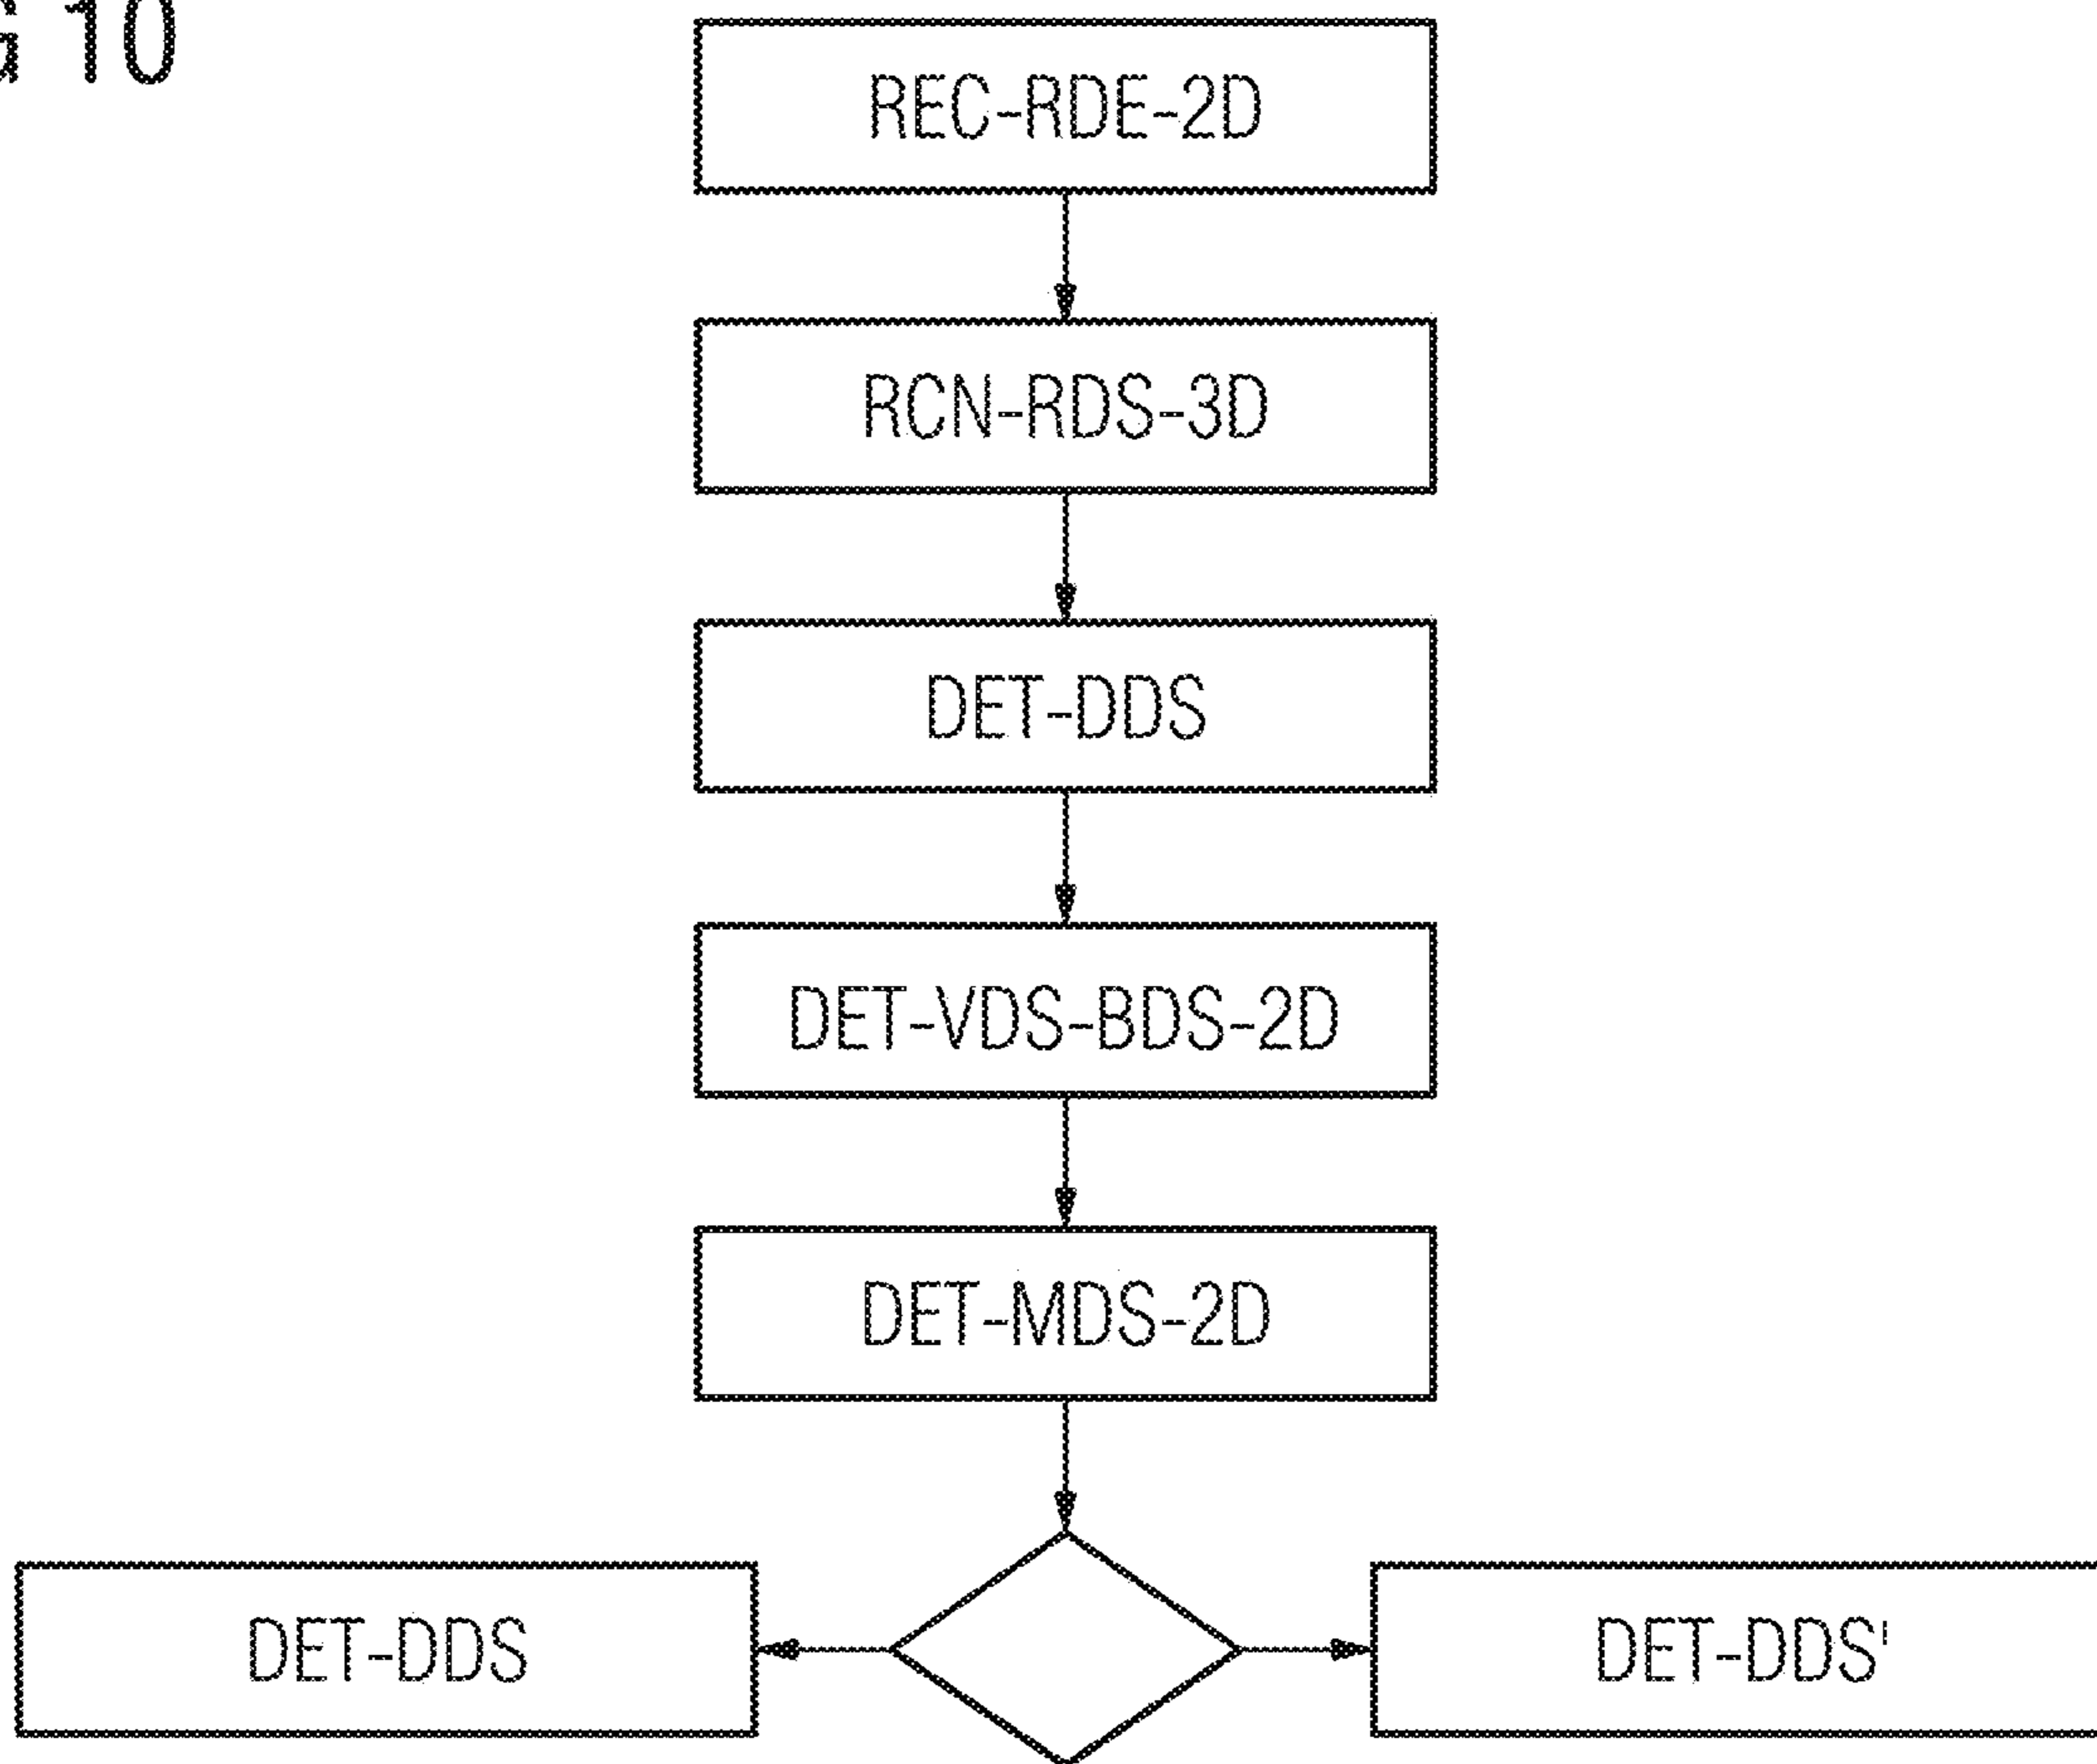 G 10
REC-RDE-2D
RCN-RDS-3D
DET-DDS
DET-VDS-BDS-2D
DET-MDS-2D
DET-DDS
DET-DDS'